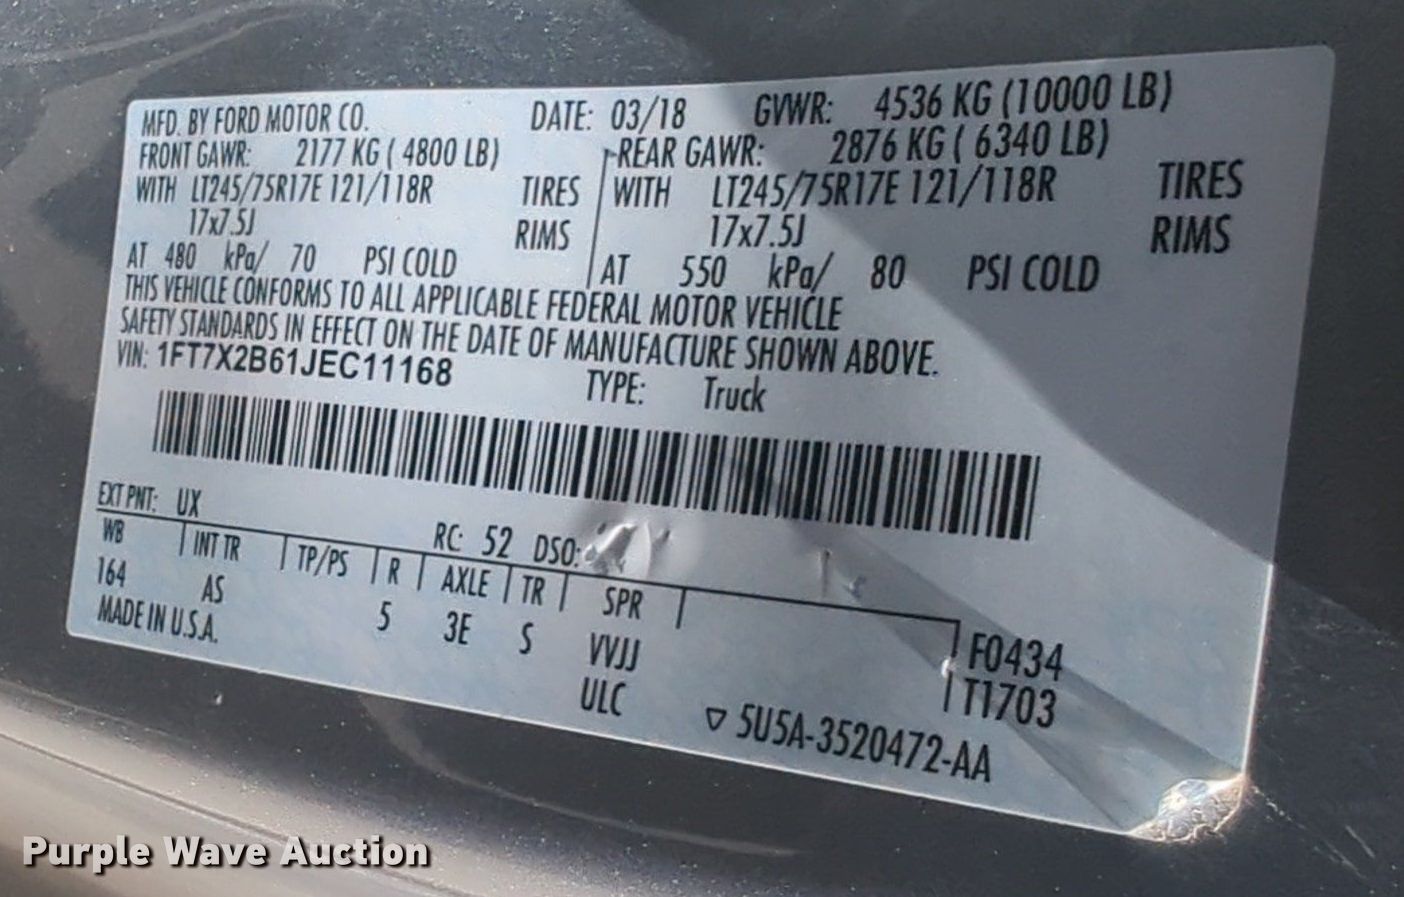 MFD. BY FORD MOTOR CO. DATE: 03/18 GVWR: 4536 KG (10000 LB)
FRONT GAWR: 2177 KG ( 4800 LB) REAR GAWR: 2876 KG ( 6340 LB)
WITH LT245/75R17E 121/118R TIRES WITH LT245/75R17E 121/118R TIRES
17x7.5J RIMS 17x7.5J RIMS
AT 480 kPa/ 70 PSI COLD AT 550 kPa/ 80 PSI COLD
THIS VEHICLE CONFORMS TO ALL APPLICABLE FEDERAL MOTOR VEHICLE
SAFETY STANDARDS IN EFFECT ON THE DATE OF MANUFACTURE SHOWN ABOVE.
VIN: 1FT7X2B61JEC11168 TYPE: Truck
EXT PNT: UX RC: 52 DSO:
WB INT TR TP/PS R AXLE TR SPR
164 AS 5 3E S VVJJ F0434
MADE IN U.S.A. ULC T1703
5U5A-3520472-AA
Purple Wave Auction